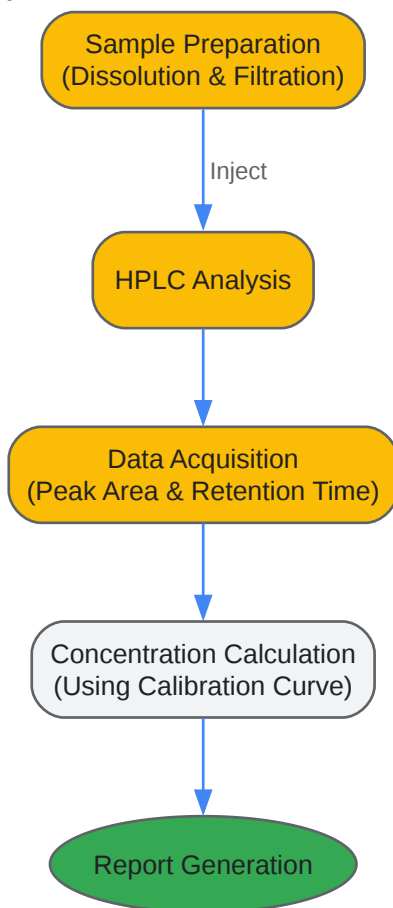 Sample Preparation
(Dissolution & Filtration)
Inject
HPLC Analysis
Data Acquisition
(Peak Area & Retention Time)
Concentration Calculation
(Using Calibration Curve)
Report Generation